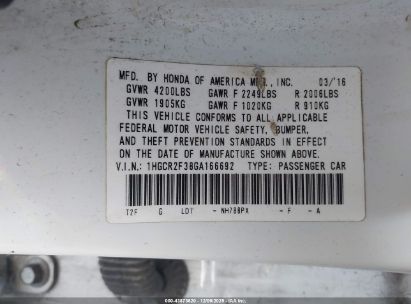 MFD. BY HONDA OF AMERICA MFG., INC. 03/16
GVWR 4200LBS GAWR F 2249LBS R 2006LBS
GVWR 1905KG GAWR F 1020KG R 910KG
THIS VEHICLE CONFORMS TO ALL APPLICABLE
FEDERAL MOTOR VEHICLE SAFETY, BUMPER,
AND THEFT PREVENTION STANDARDS IN EFFECT
ON THE DATE OF MANUFACTURE SHOWN ABOVE.
V.I.N.: 1HGCR2F38GA166692 TYPE: PASSENGER CAR
T2F G LDT - NH788PX - F - A